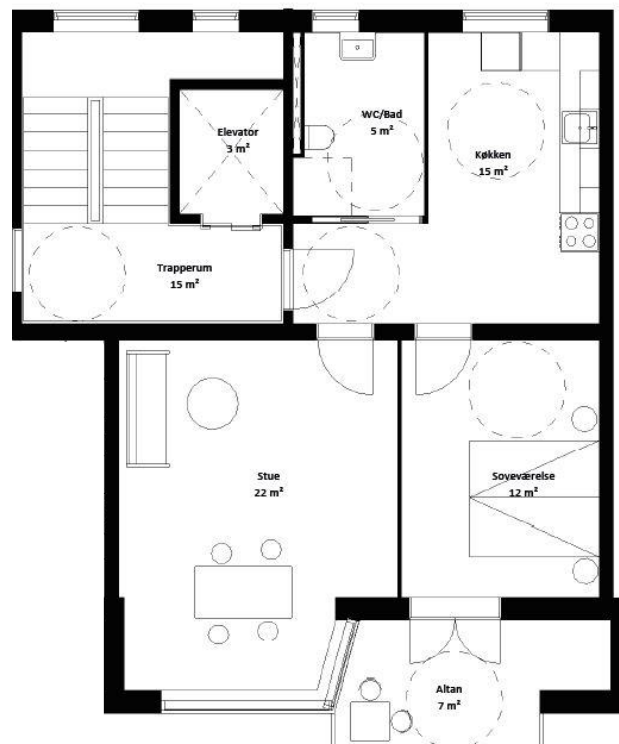 Elevator
3 m²
WC/Bad
5 m²
Køkken
15 m²
Trapperum
15 m²
Stue
22 m²
Soveværelse
12 m²
Altan
7 m²